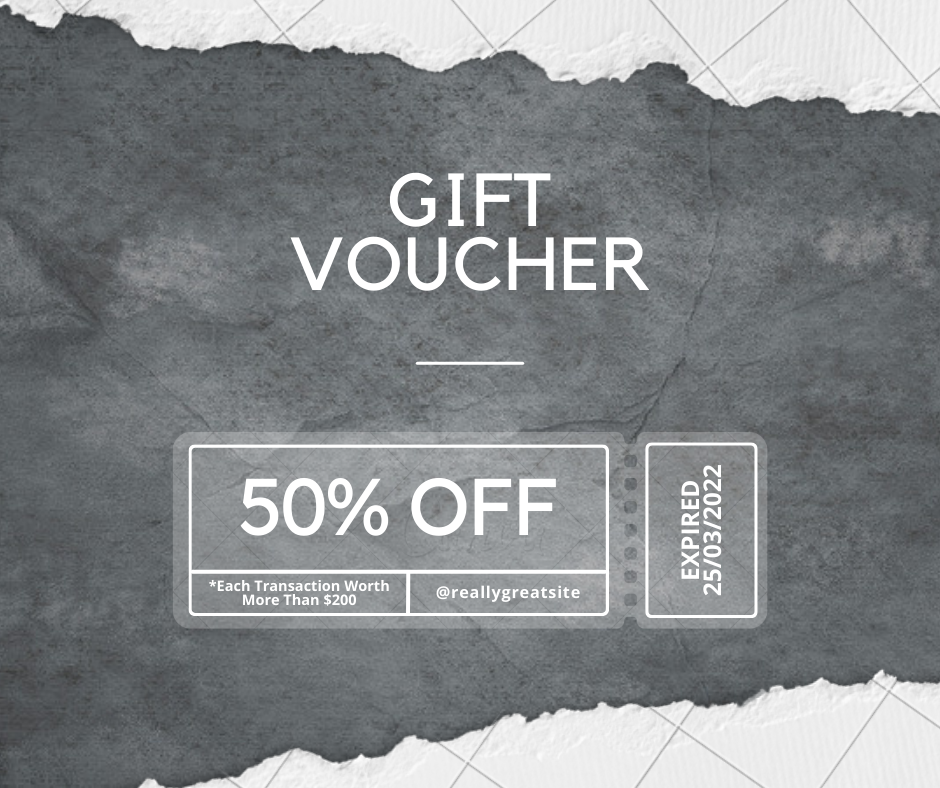 GIFT
VOUCHER
50% OFF
*Each Transaction Worth
More Than $200
@reallygreatsite
EXPIRED
25/03/2022